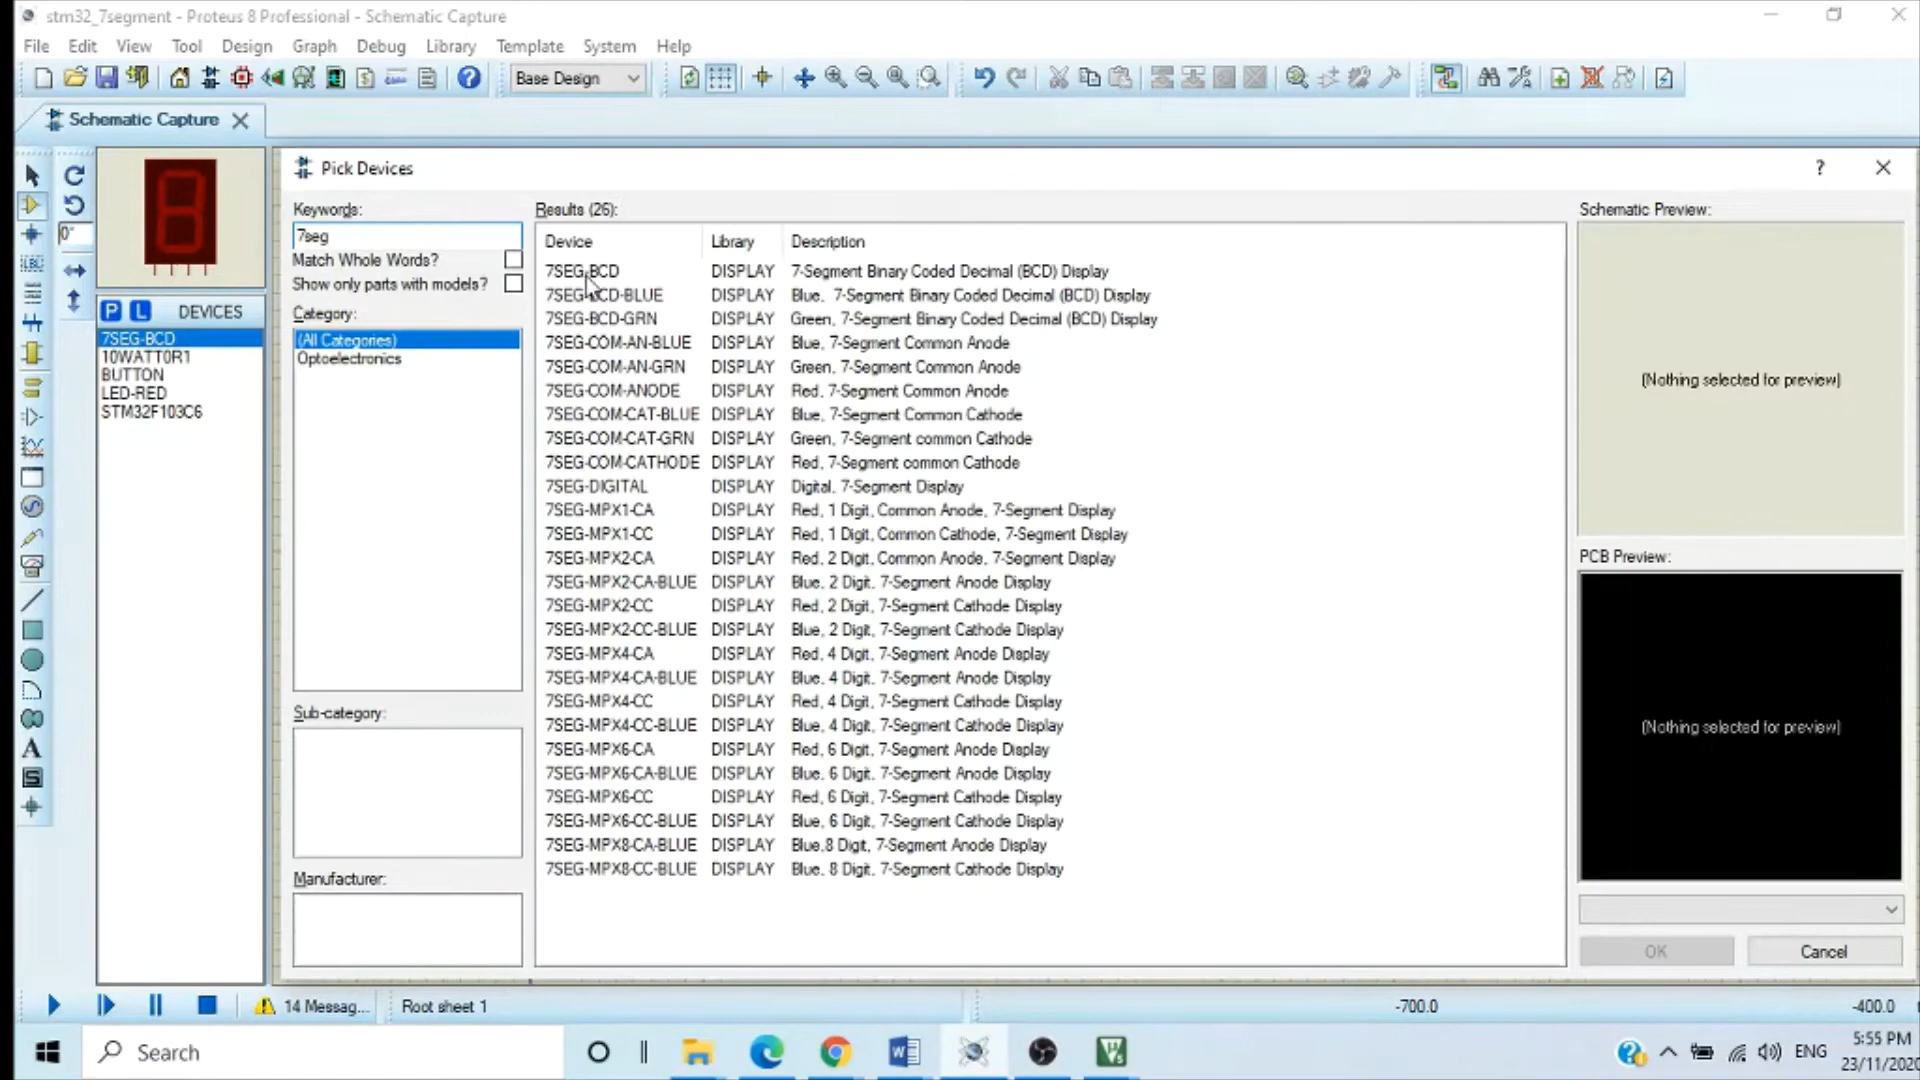 stm32_7segment - Proteus 8 Professional - Schematic Capture
File Edit View Tool Design Graph Debug Library Template System Help
Base Design
Schematic Capture
Pick Devices
?
Keywords:
7seg
Match Whole Words?
Show only parts with models?
Category:
(All Categories)
Optoelectronics
Sub-category:
Manufacturer:
0°
LBL
P L DEVICES
7SEG-BCD
10WATT0R1
BUTTON
LED-RED
STM32F103C6
A
S
Results (26):
Device Library Description
7SEG-BCD DISPLAY 7-Segment Binary Coded Decimal (BCD) Display
7SEG-BCD-BLUE DISPLAY Blue, 7-Segment Binary Coded Decimal (BCD) Display
7SEG-BCD-GRN DISPLAY Green, 7-Segment Binary Coded Decimal (BCD) Display
7SEG-COM-AN-BLUE DISPLAY Blue, 7-Segment Common Anode
7SEG-COM-AN-GRN DISPLAY Green, 7-Segment Common Anode
7SEG-COM-ANODE DISPLAY Red, 7-Segment Common Anode
7SEG-COM-CAT-BLUE DISPLAY Blue, 7-Segment Common Cathode
7SEG-COM-CAT-GRN DISPLAY Green, 7-Segment common Cathode
7SEG-COM-CATHODE DISPLAY Red, 7-Segment common Cathode
7SEG-DIGITAL DISPLAY Digital, 7-Segment Display
7SEG-MPX1-CA DISPLAY Red, 1 Digit, Common Anode, 7-Segment Display
7SEG-MPX1-CC DISPLAY Red, 1 Digit, Common Cathode, 7-Segment Display
7SEG-MPX2-CA DISPLAY Red, 2 Digit, Common Anode, 7-Segment Display
7SEG-MPX2-CA-BLUE DISPLAY Blue, 2 Digit, 7-Segment Anode Display
7SEG-MPX2-CC DISPLAY Red, 2 Digit, 7-Segment Cathode Display
7SEG-MPX2-CC-BLUE DISPLAY Blue, 2 Digit, 7-Segment Cathode Display
7SEG-MPX4-CA DISPLAY Red, 4 Digit, 7-Segment Anode Display
7SEG-MPX4-CA-BLUE DISPLAY Blue, 4 Digit, 7-Segment Anode Display
7SEG-MPX4-CC DISPLAY Red, 4 Digit, 7-Segment Cathode Display
7SEG-MPX4-CC-BLUE DISPLAY Blue, 4 Digit, 7-Segment Cathode Display
7SEG-MPX6-CA DISPLAY Red, 6 Digit, 7-Segment Anode Display
7SEG-MPX6-CA-BLUE DISPLAY Blue, 6 Digit, 7-Segment Anode Display
7SEG-MPX6-CC DISPLAY Red, 6 Digit, 7-Segment Cathode Display
7SEG-MPX6-CC-BLUE DISPLAY Blue, 6 Digit, 7-Segment Cathode Display
7SEG-MPX8-CA-BLUE DISPLAY Blue,8 Digit, 7-Segment Anode Display
7SEG-MPX8-CC-BLUE DISPLAY Blue, 8 Digit, 7-Segment Cathode Display
Schematic Preview:
(Nothing selected for preview)
PCB Preview:
(Nothing selected for preview)
OK Cancel
14 Messag... Root sheet 1 -700.0 -400.0
Search ENG 5:55 PM
23/11/2020